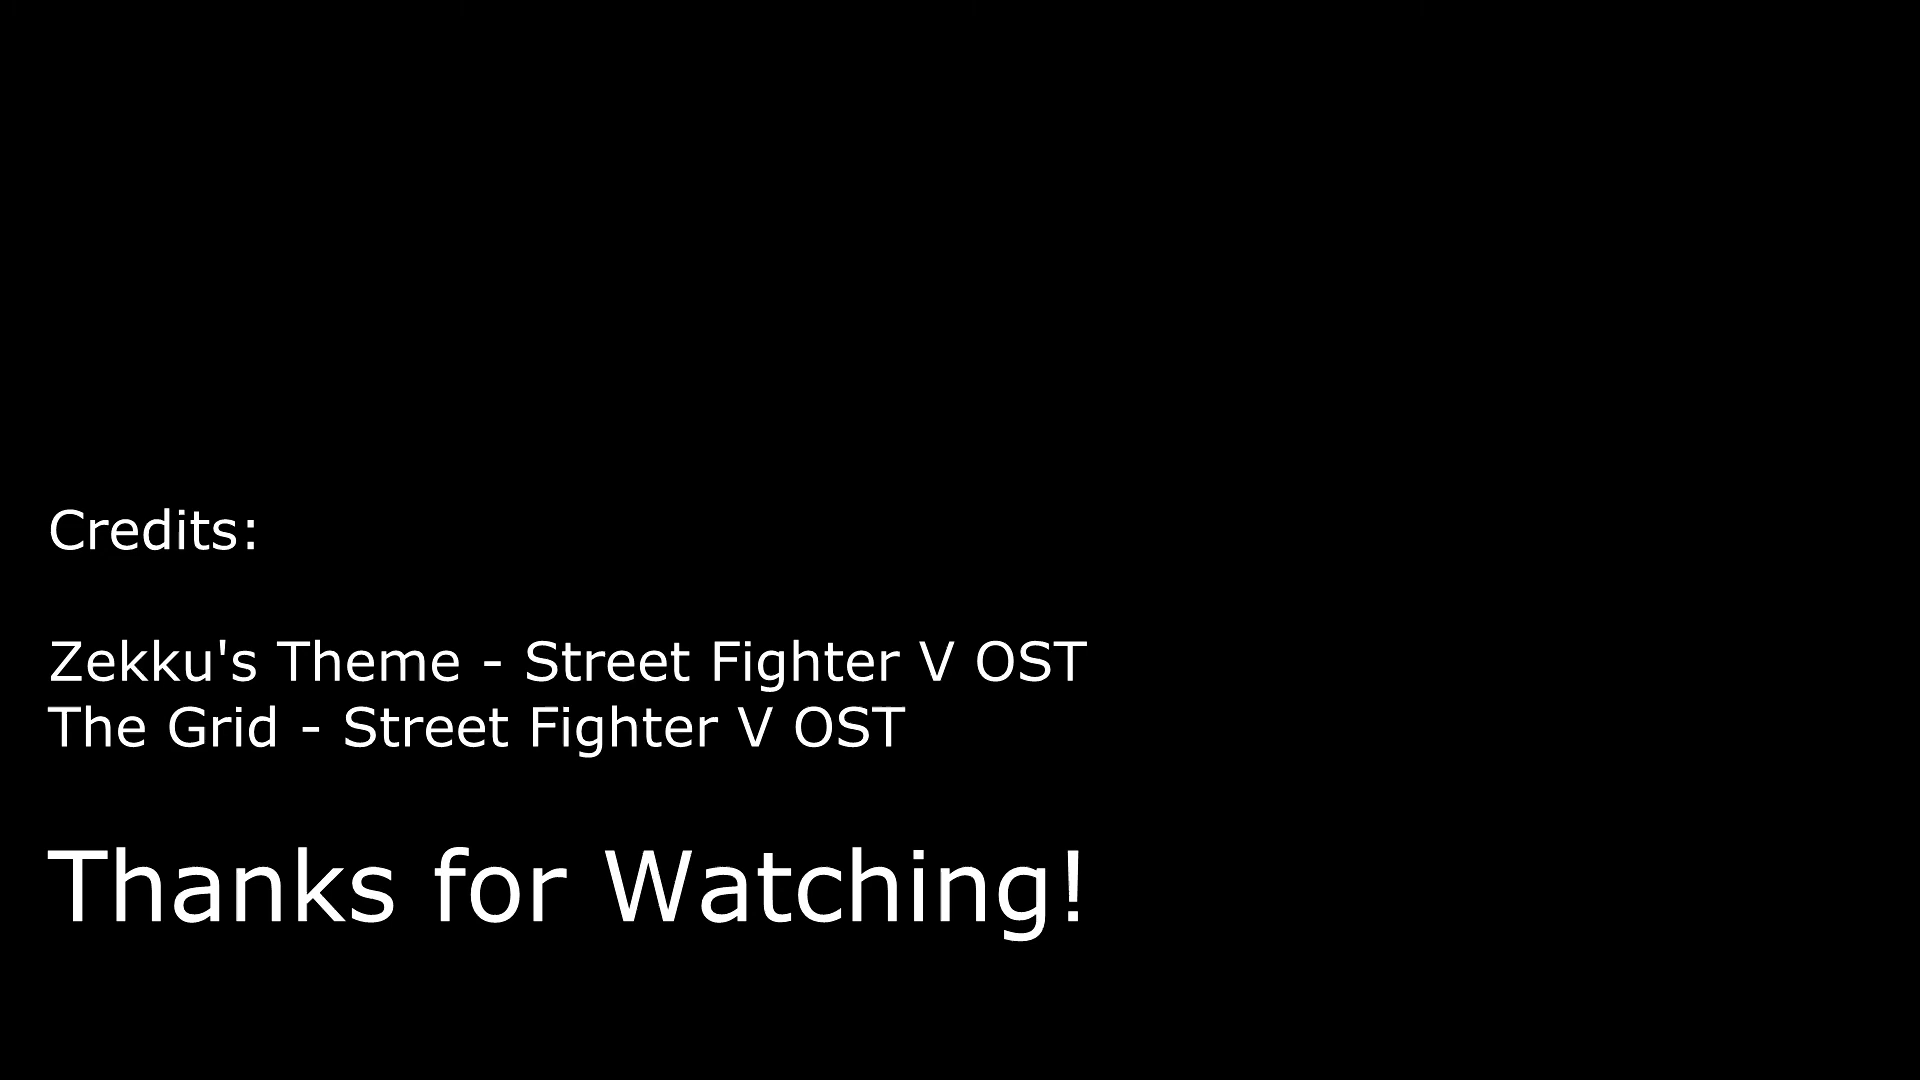 Credits:
Zekku's Theme - Street Fighter V OST
The Grid - Street Fighter V OST
Thanks for Watching!